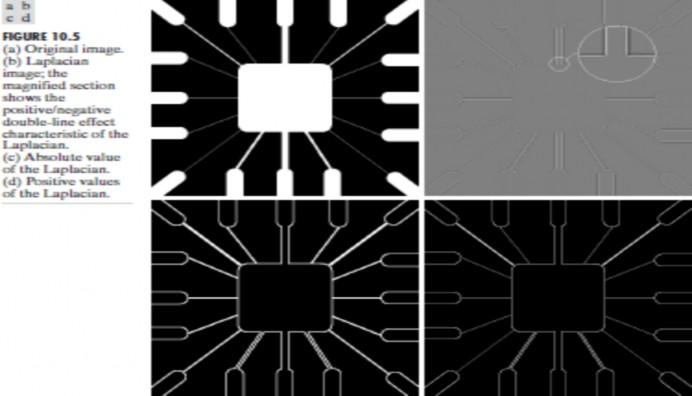 a b
c d
FIGURE 10.5
(a) Original image.
(b) Laplacian
image; the
magnified section
shows the
positive/negative
double-line effect
characteristic of the
Laplacian.
(c) Absolute value
of the Laplacian.
(d) Positive values
of the Laplacian.